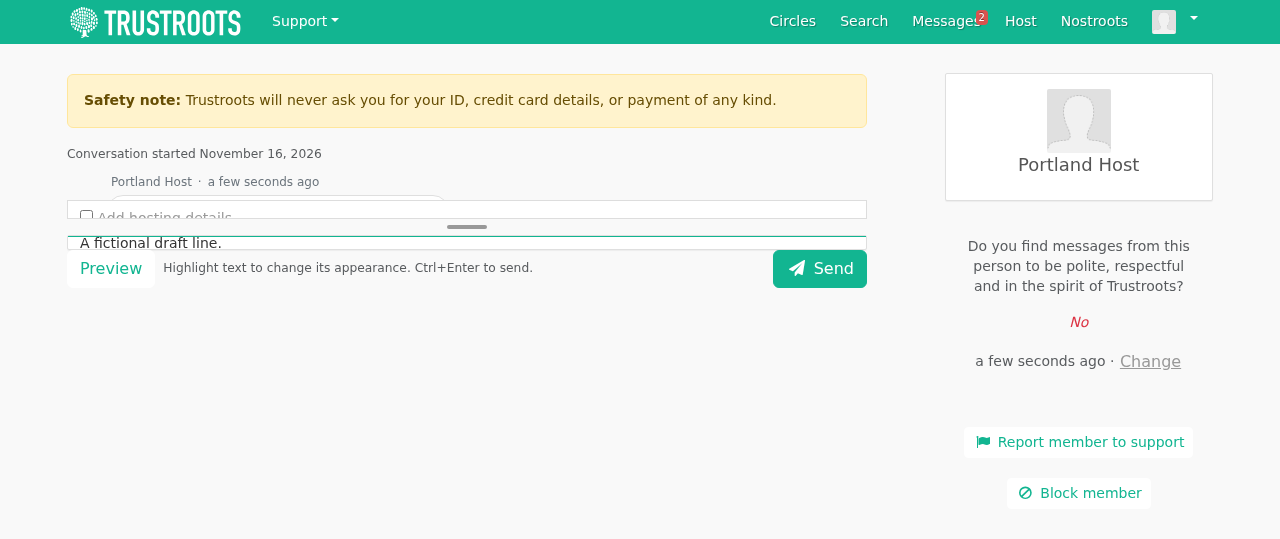 TRUSTROOTS Support Circles Search Messages 2 Host Nostroots
Safety note: Trustroots will never ask you for your ID, credit card details, or payment of any kind.
Conversation started November 16, 2026
Portland Host · a few seconds ago
Add hosting details
A fictional draft line.
Preview Highlight text to change its appearance. Ctrl+Enter to send. Send
Portland Host
Do you find messages from this
person to be polite, respectful
and in the spirit of Trustroots?
No
a few seconds ago · Change
Report member to support
Block member